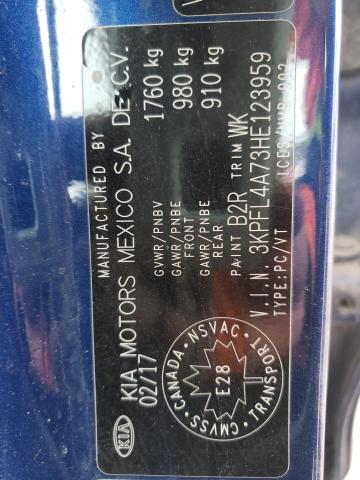 MANUFACTURED BY
KIA KIA MOTORS MEXICO S.A. DE C.V.
02/17
GVWR/PNBV 1760 kg
GAWR/PNBE FRONT 980 kg
GAWR/PNBE REAR 910 kg
PAINT B2R TRIM WK
V.I.N. 3KPFL4A73HE123959
TYPE:PC/VT
CANADA NSVAC TRANSPORT CMVSS
E28